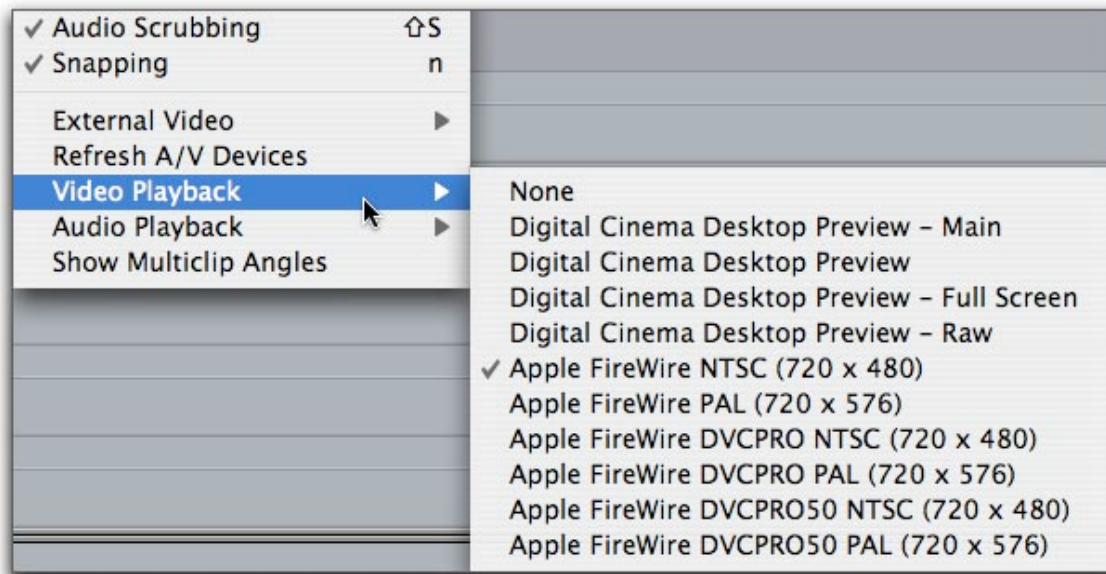 ✓ Audio Scrubbing ⇧S
✓ Snapping n
External Video ▶
Refresh A/V Devices
Video Playback ▶
Audio Playback ▶
Show Multiclip Angles
None
Digital Cinema Desktop Preview – Main
Digital Cinema Desktop Preview
Digital Cinema Desktop Preview – Full Screen
Digital Cinema Desktop Preview – Raw
✓ Apple FireWire NTSC (720 x 480)
Apple FireWire PAL (720 x 576)
Apple FireWire DVCPRO NTSC (720 x 480)
Apple FireWire DVCPRO PAL (720 x 576)
Apple FireWire DVCPRO50 NTSC (720 x 480)
Apple FireWire DVCPRO50 PAL (720 x 576)